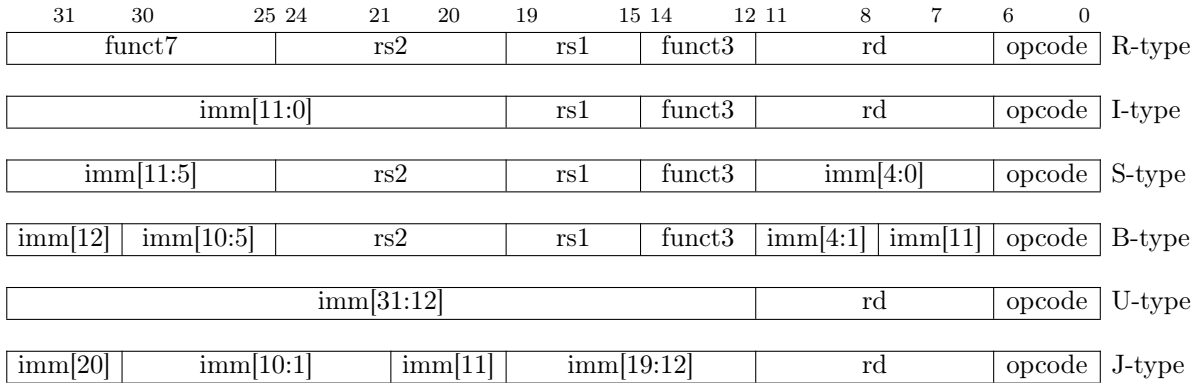 31 30 25 24 21 20 19 15 14 12 11 8 7 6 0
funct7 rs2 rs1 funct3 rd opcode R-type
imm[11:0] rs1 funct3 rd opcode I-type
imm[11:5] rs2 rs1 funct3 imm[4:0] opcode S-type
imm[12] imm[10:5] rs2 rs1 funct3 imm[4:1] imm[11] opcode B-type
imm[31:12] rd opcode U-type
imm[20] imm[10:1] imm[11] imm[19:12] rd opcode J-type